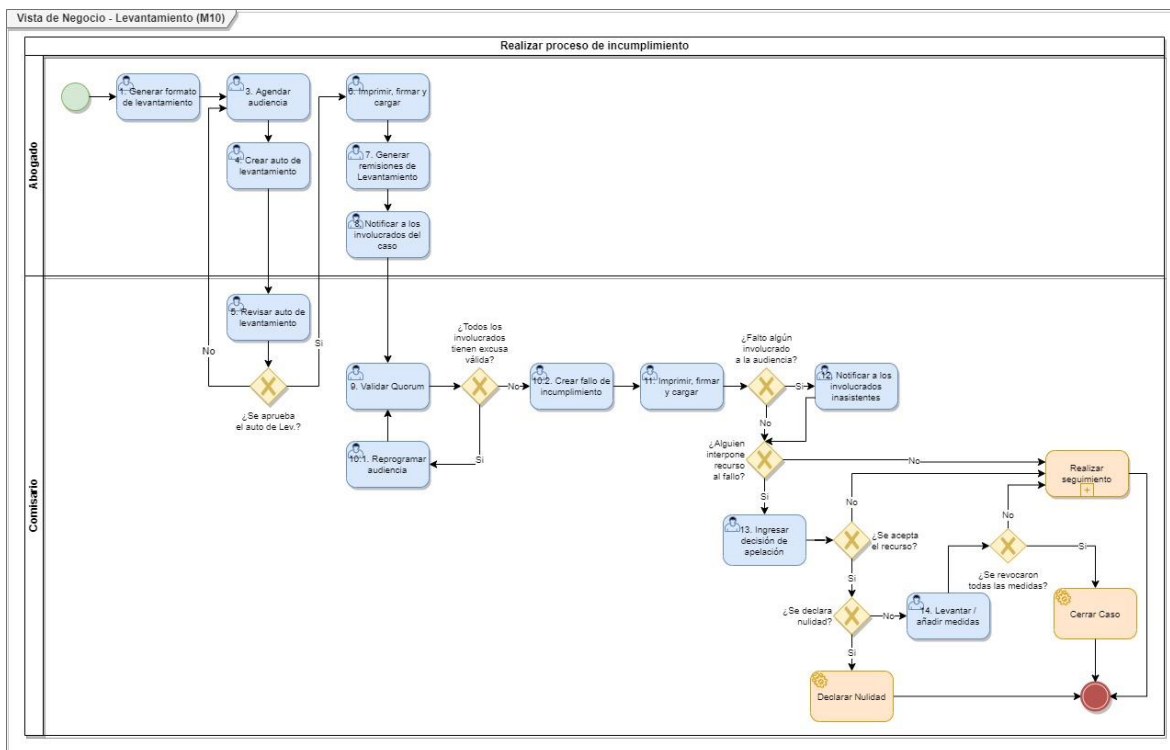 Vista de Negocio - Levantamiento (M10)
Realizar proceso de incumplimiento
Abogado
1. Generar formato
de levantamiento
3. Agendar
audiencia
6. Imprimir, firmar y
cargar
4. Crear auto de
levantamiento
7. Generar
remisiones de
Levantamiento
8. Notificar a los
involucrados del
caso
Comisario
5. Revisar auto de
levantamiento
No
Si
¿Se aprueba
el auto de Lev.?
9. Validar Quorum
¿Todos los
involucrados
tienen excusa
válida?
No
Si
10.1. Reprogramar
audiencia
10.2. Crear fallo de
incumplimiento
11. Imprimir, firmar
y cargar
¿Falto algún
involucrado
a la audiencia?
Si
No
12. Notificar a los
involucrados
inasistentes
¿Alguien
interpone
recurso
al fallo?
No
Si
Realizar
seguimiento
13. Ingresar
decisión de
apelación
No
¿Se acepta
el recurso?
Si
¿Se declara
nulidad?
No
Si
14. Levantar /
añadir medidas
No
Si
¿Se revocaron
todas las medidas?
Cerrar Caso
Declarar Nulidad